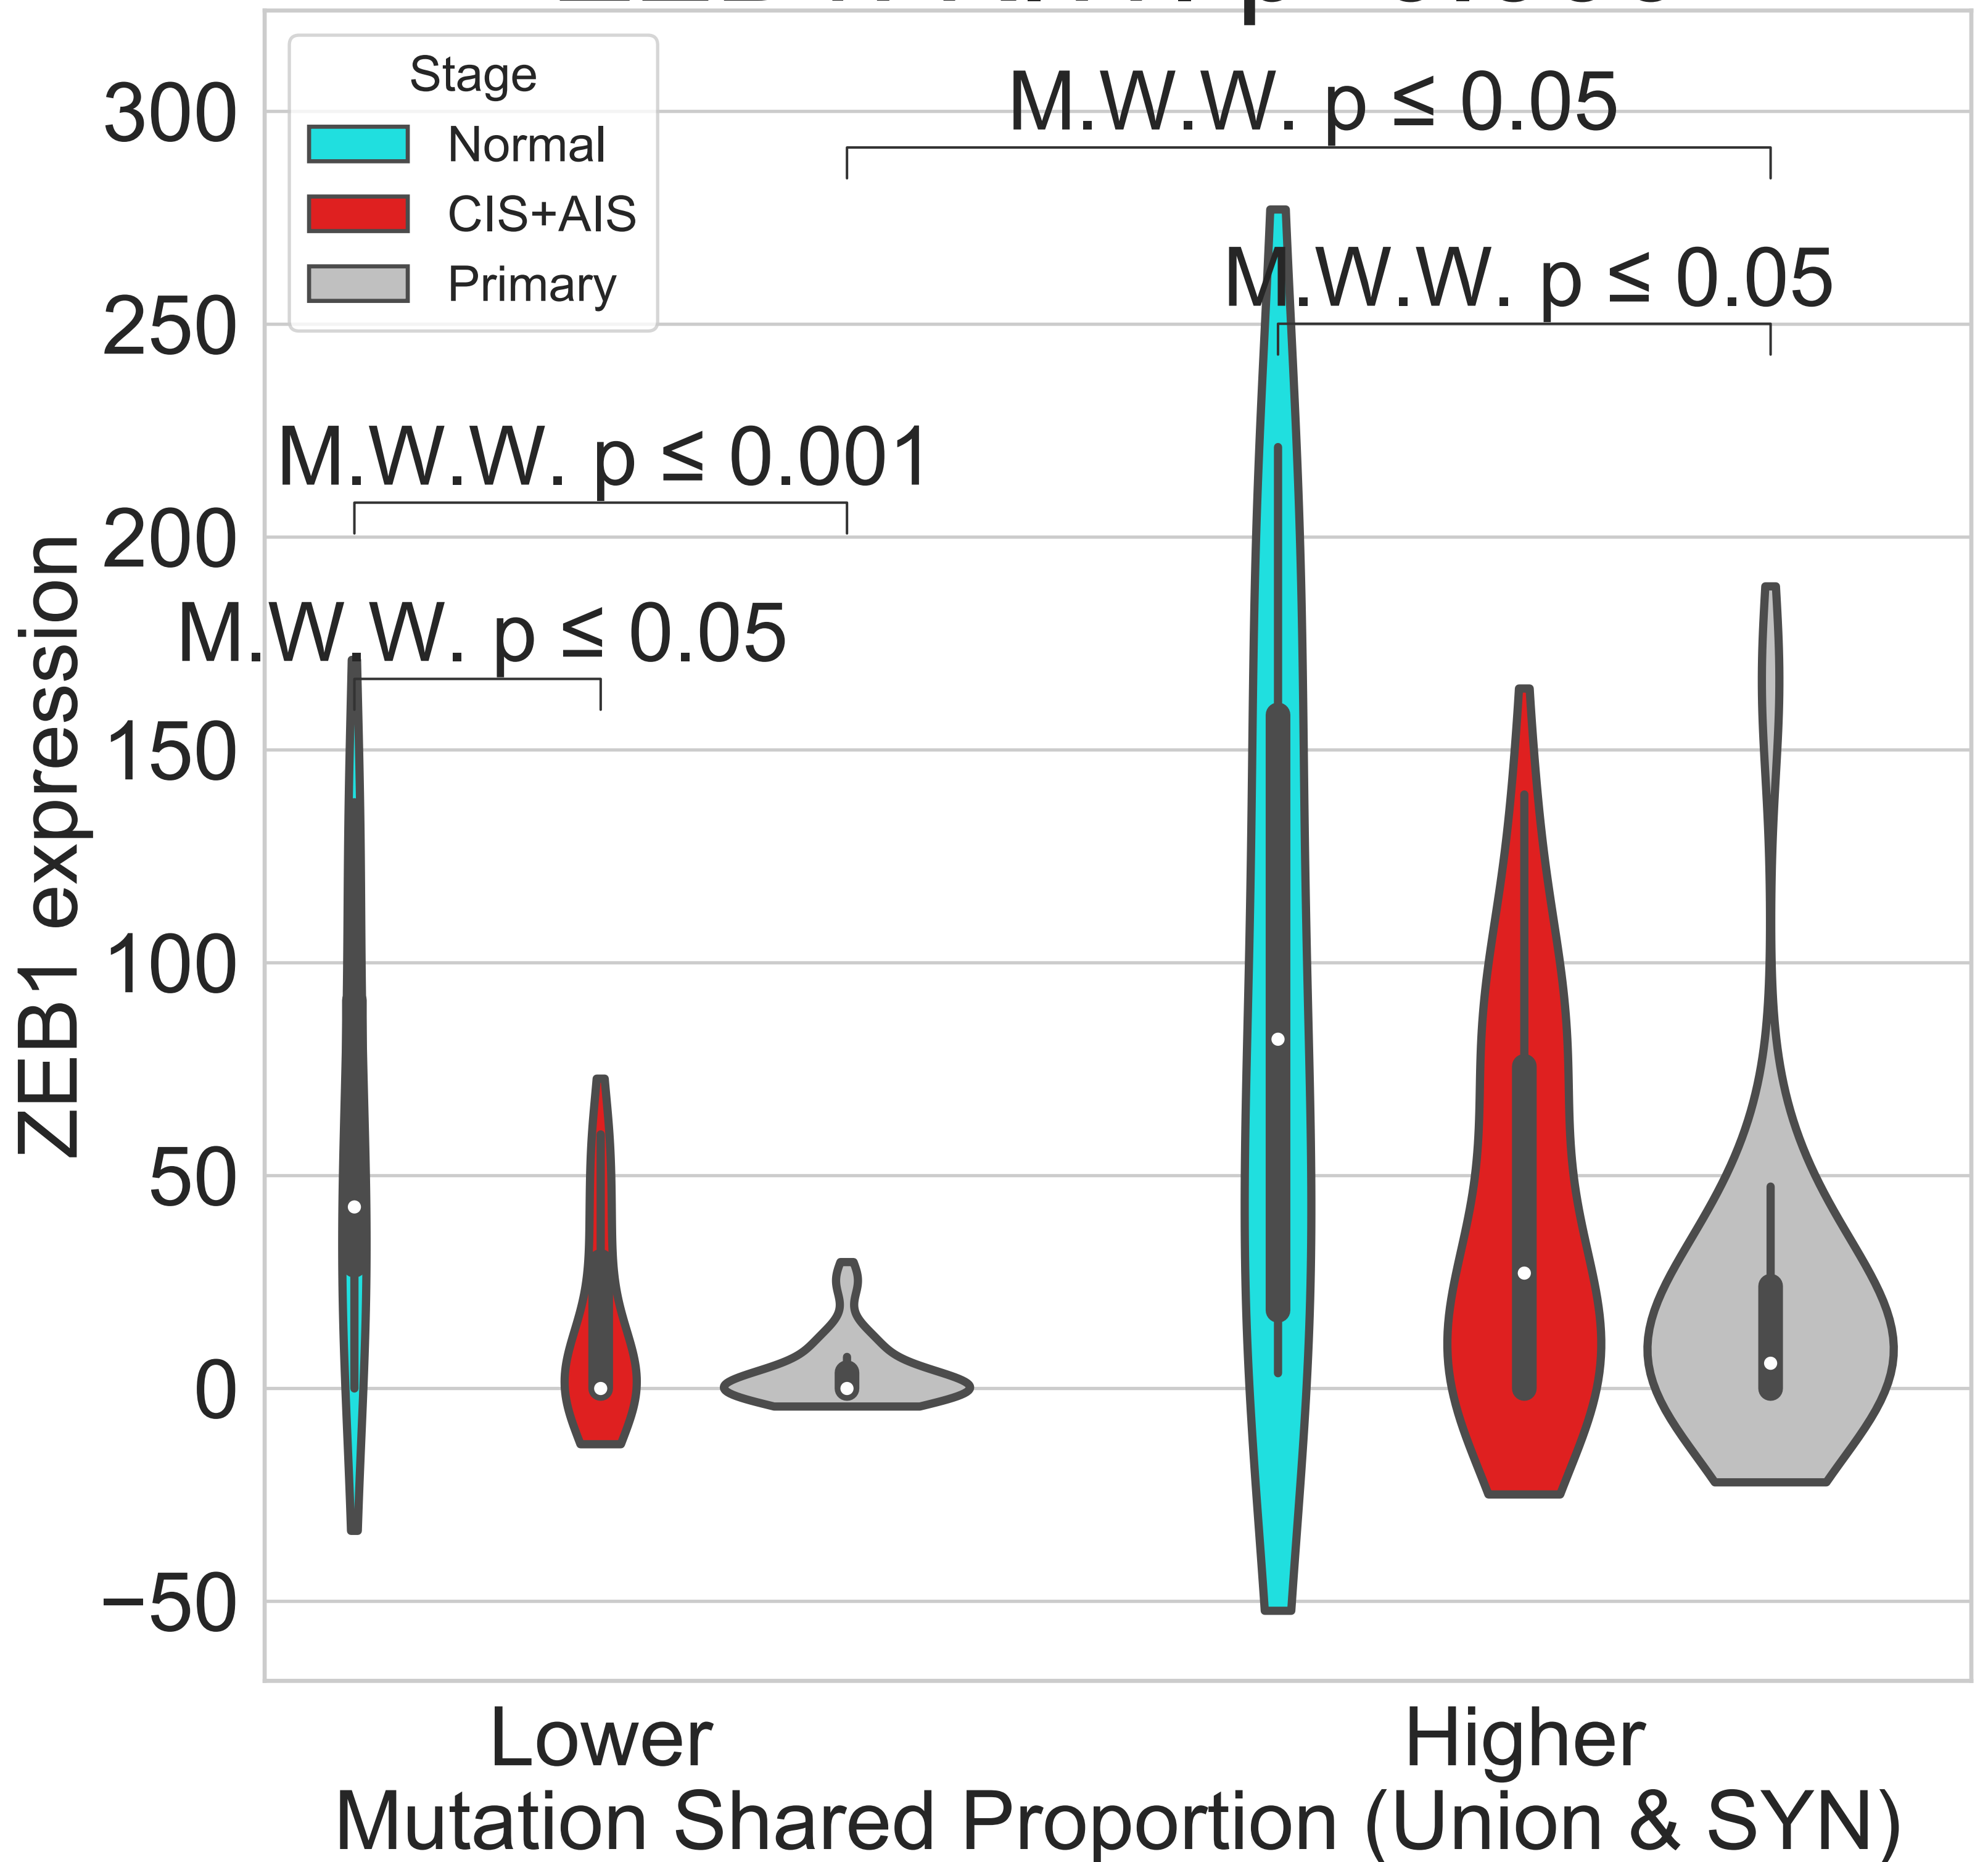 Stage
Normal
CIS+AIS
Primary
M.W.W. p ≤ 0.05
M.W.W. p ≤ 0.05
M.W.W. p ≤ 0.001
M.W.W. p ≤ 0.05
300
250
200
150
100
50
0
−50
ZEB1 expression
Lower
Higher
Mutation Shared Proportion (Union & SYN)